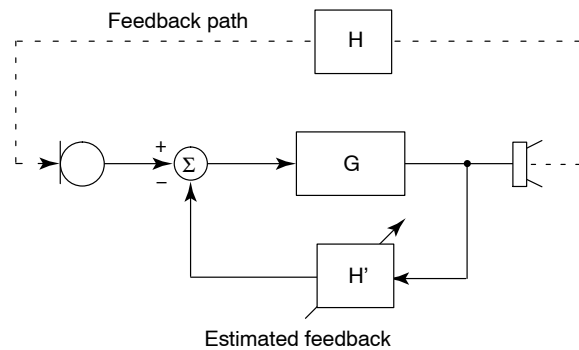 Feedback path
H
+
Σ
−
G
H'
Estimated feedback